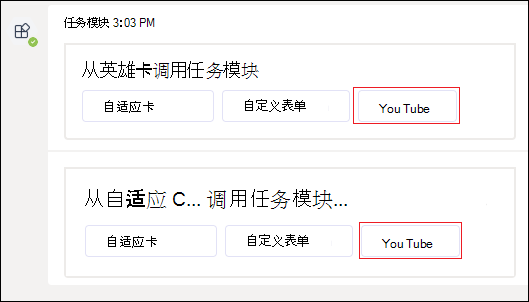 任务模块 3:03 PM
从英雄卡调用任务模块
自适应卡 自定义表单 You Tube
从自适应 C... 调用任务模块...
自适应卡 自定义表单 You Tube